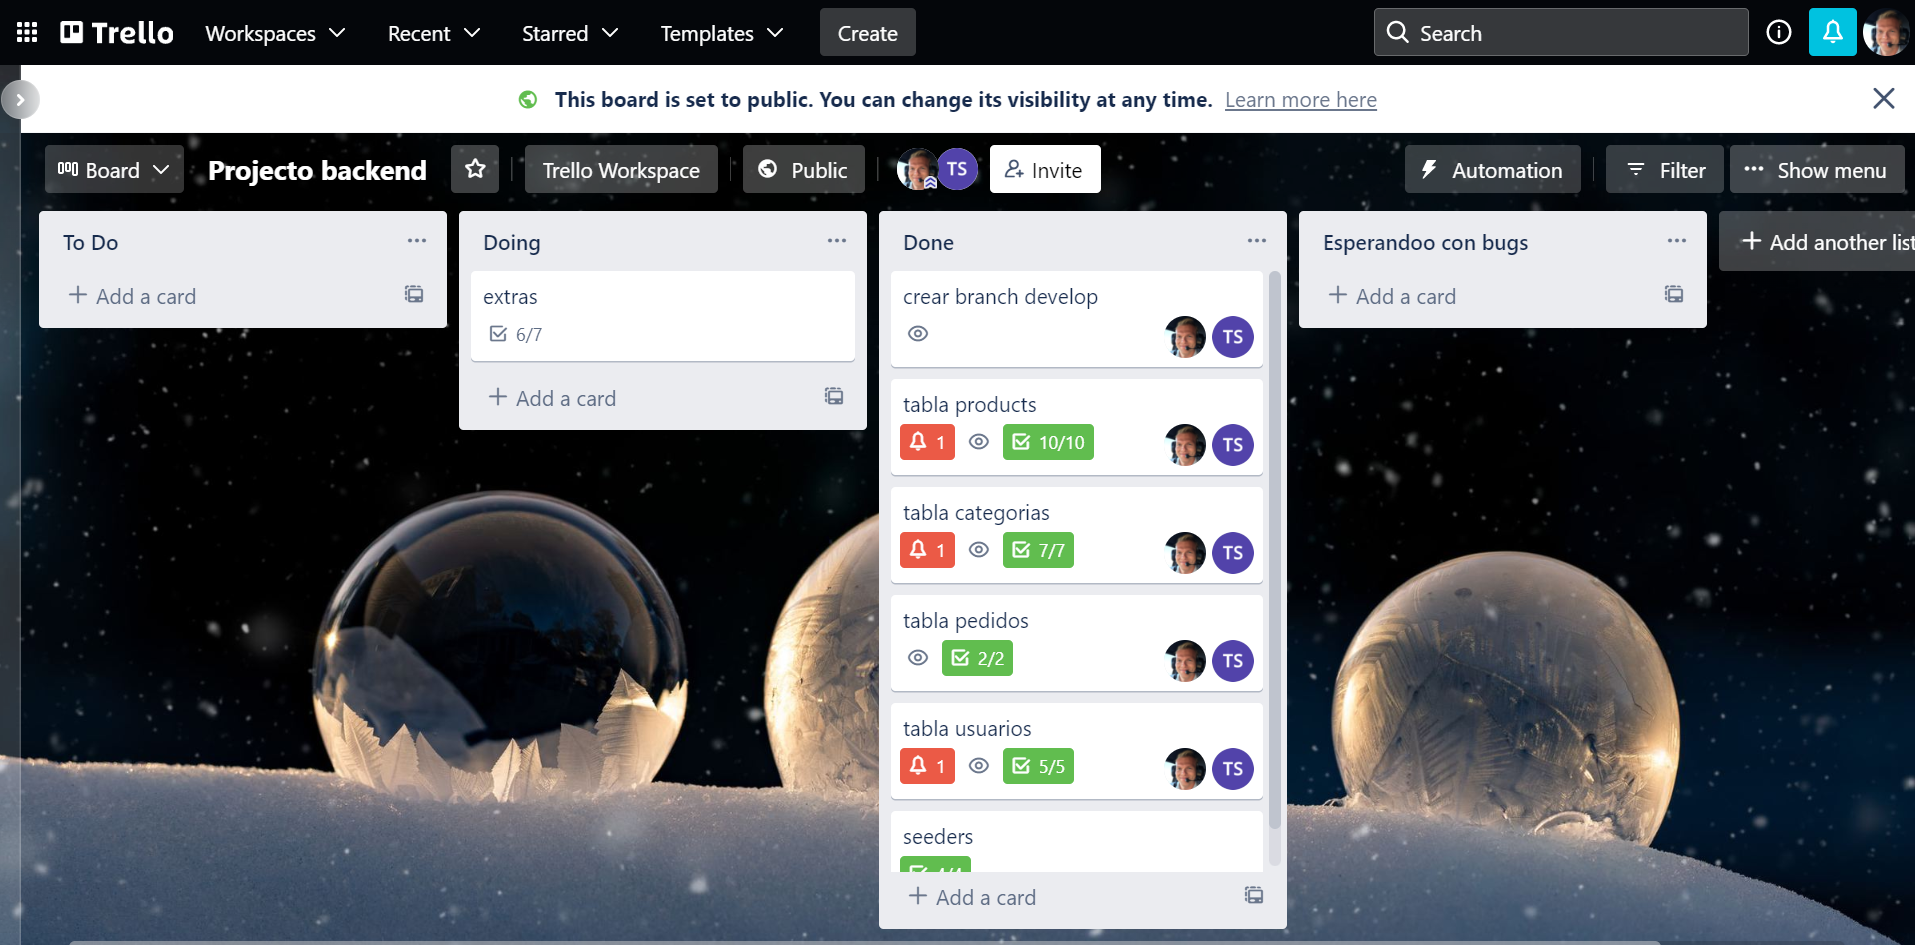 Trello
Workspaces
Recent
Starred
Templates
Create
Search
This board is set to public. You can change its visibility at any time. Learn more here
Board
Projecto backend
Trello Workspace
Public
TS
Invite
Automation
Filter
Show menu
To Do
Add a card
Doing
extras
6/7
Add a card
Done
crear branch develop
TS
tabla products
1
10/10
TS
tabla categorias
1
7/7
TS
tabla pedidos
2/2
TS
tabla usuarios
1
5/5
TS
seeders
Add a card
Esperandoo con bugs
Add a card
Add another list